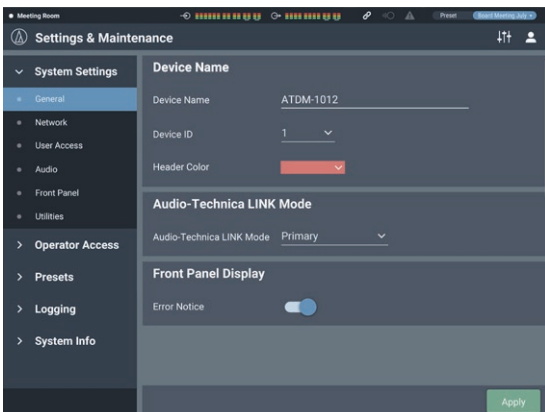 Meeting Room
Preset
Board Meeting July
Settings & Maintenance
System Settings
General
Network
User Access
Audio
Front Panel
Utilities
Operator Access
Presets
Logging
System Info
Device Name
Device Name ATDM-1012
Device ID 1
Header Color
Audio-Technica LINK Mode
Audio-Technica LINK Mode Primary
Front Panel Display
Error Notice
Apply